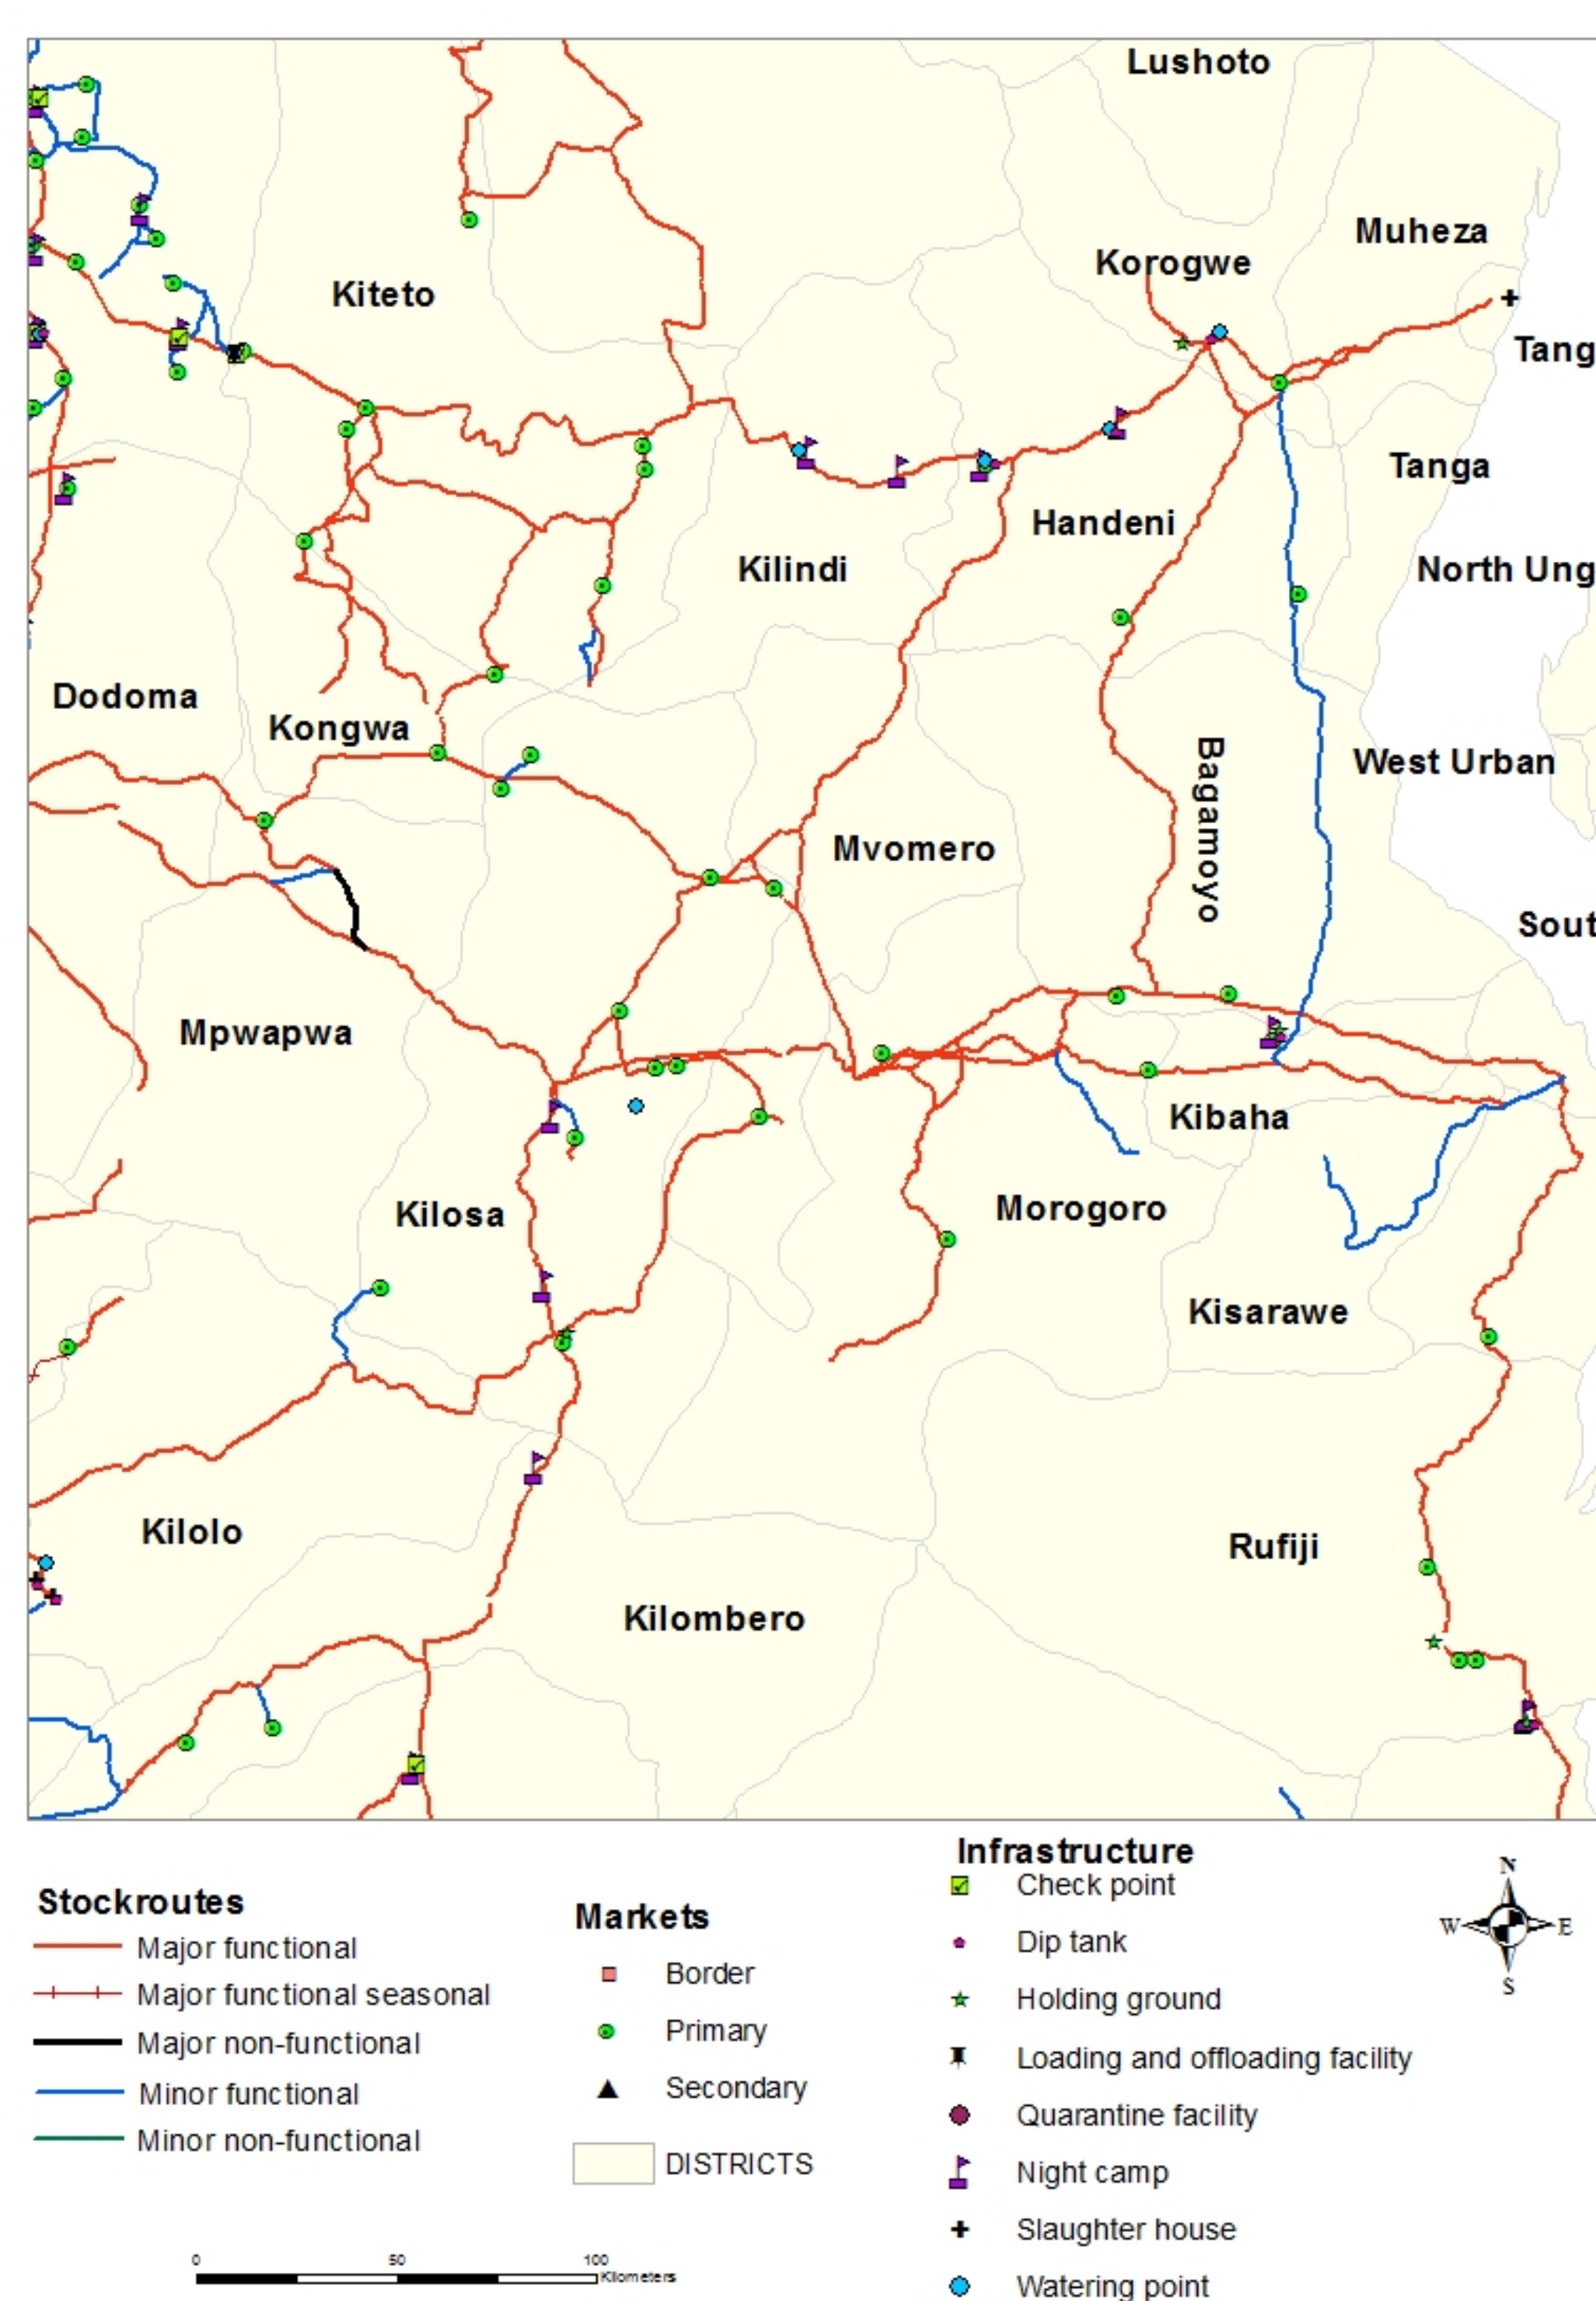 Lushoto
Muheza
Korogwe
Kiteto
Tang
Tanga
Handeni
Kilindi
North Ung
Dodoma
Kongwa
Bagamoyo
West Urban
Mvomero
Sout
Mpwapwa
Kibaha
Kilosa
Morogoro
Kisarawe
Kilolo
Rufiji
Kilombero
Stockroutes
Major functional
Major functional seasonal
Major non-functional
Minor functional
Minor non-functional
Markets
Border
Primary
Secondary
DISTRICTS
Infrastructure
Check point
Dip tank
Holding ground
Loading and offloading facility
Quarantine facility
Night camp
Slaughter house
Watering point
N
W E
S
0 50 100
Kilometers